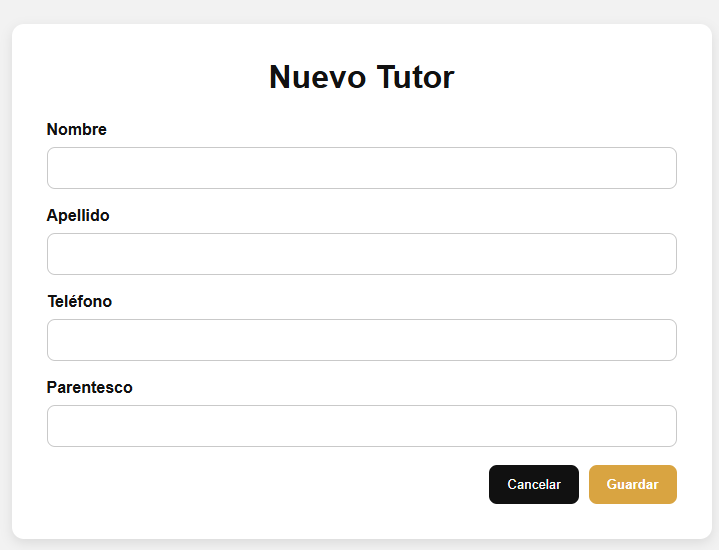 Nuevo Tutor
Nombre
Apellido
Teléfono
Parentesco
Cancelar Guardar